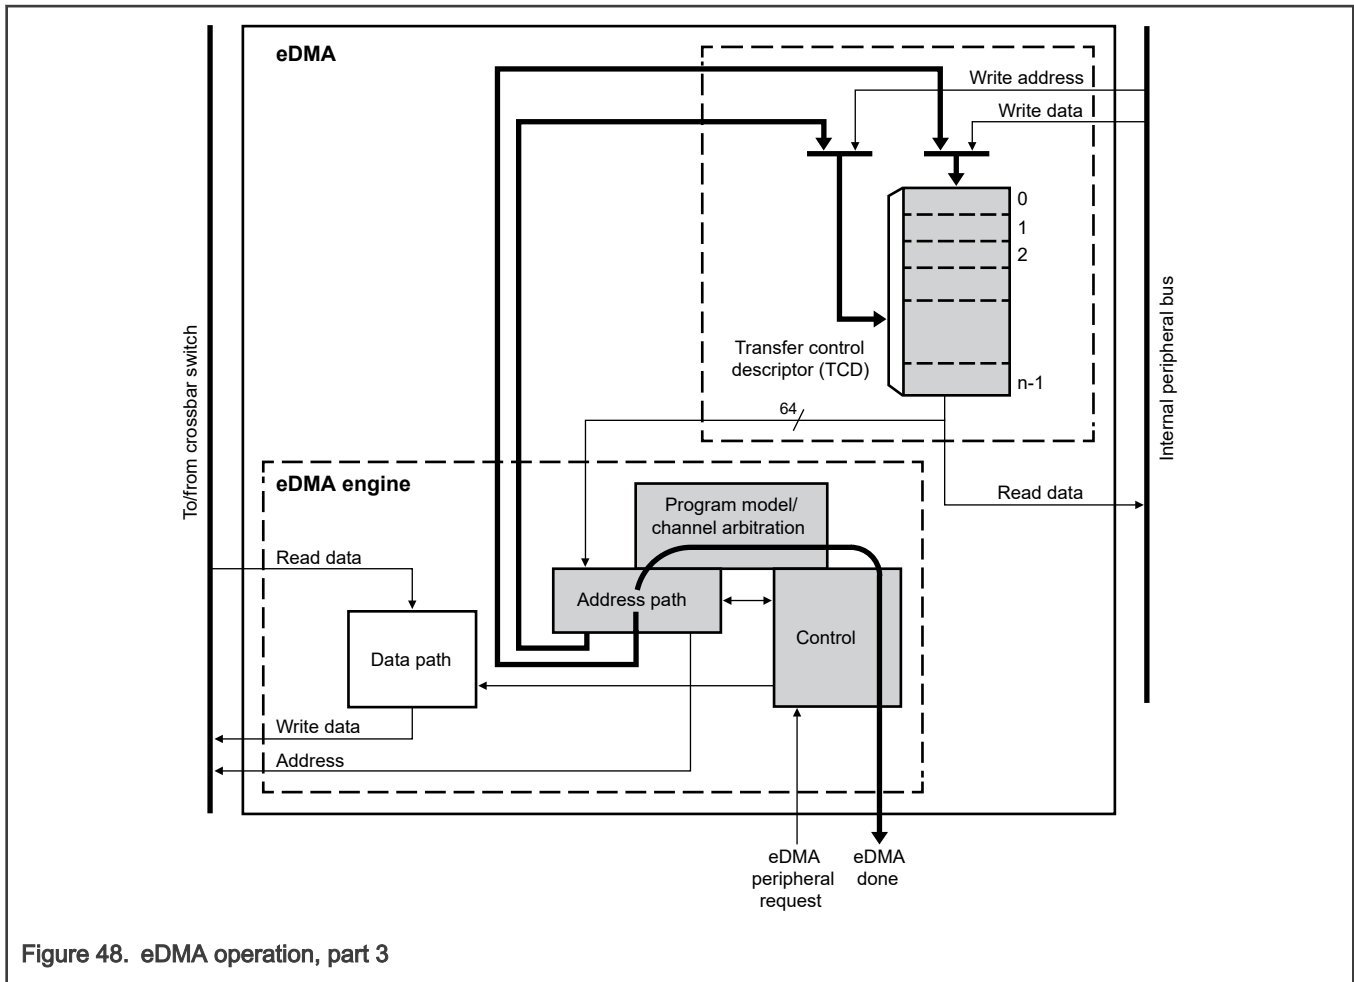 eDMA
Write address
Write data
0
1
2
Transfer control
descriptor (TCD)
n-1
64
To/from crossbar switch
Internal peripheral bus
eDMA engine
Program model/
channel arbitration
Read data
Read data
Address path
Control
Data path
Write data
Address
eDMA
peripheral
request
eDMA
done
Figure 48. eDMA operation, part 3